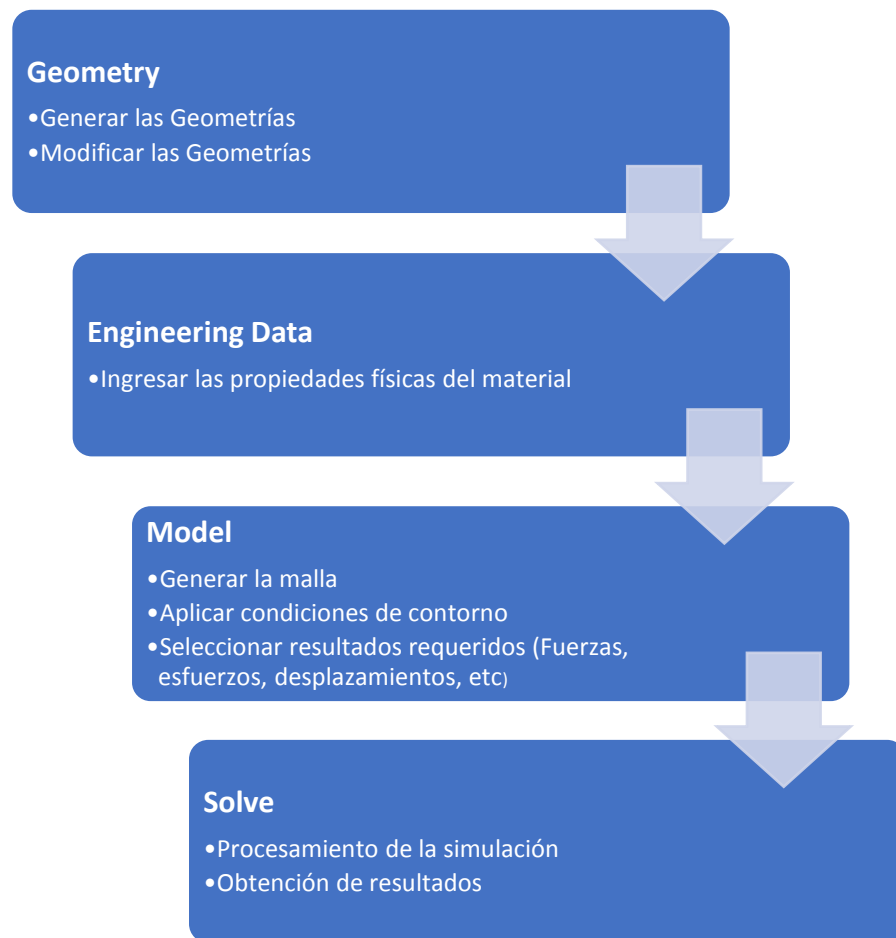 Geometry
•Generar las Geometrías
•Modificar las Geometrías
Engineering Data
•Ingresar las propiedades físicas del material
Model
•Generar la malla
•Aplicar condiciones de contorno
•Seleccionar resultados requeridos (Fuerzas,
esfuerzos, desplazamientos, etc)
Solve
•Procesamiento de la simulación
•Obtención de resultados